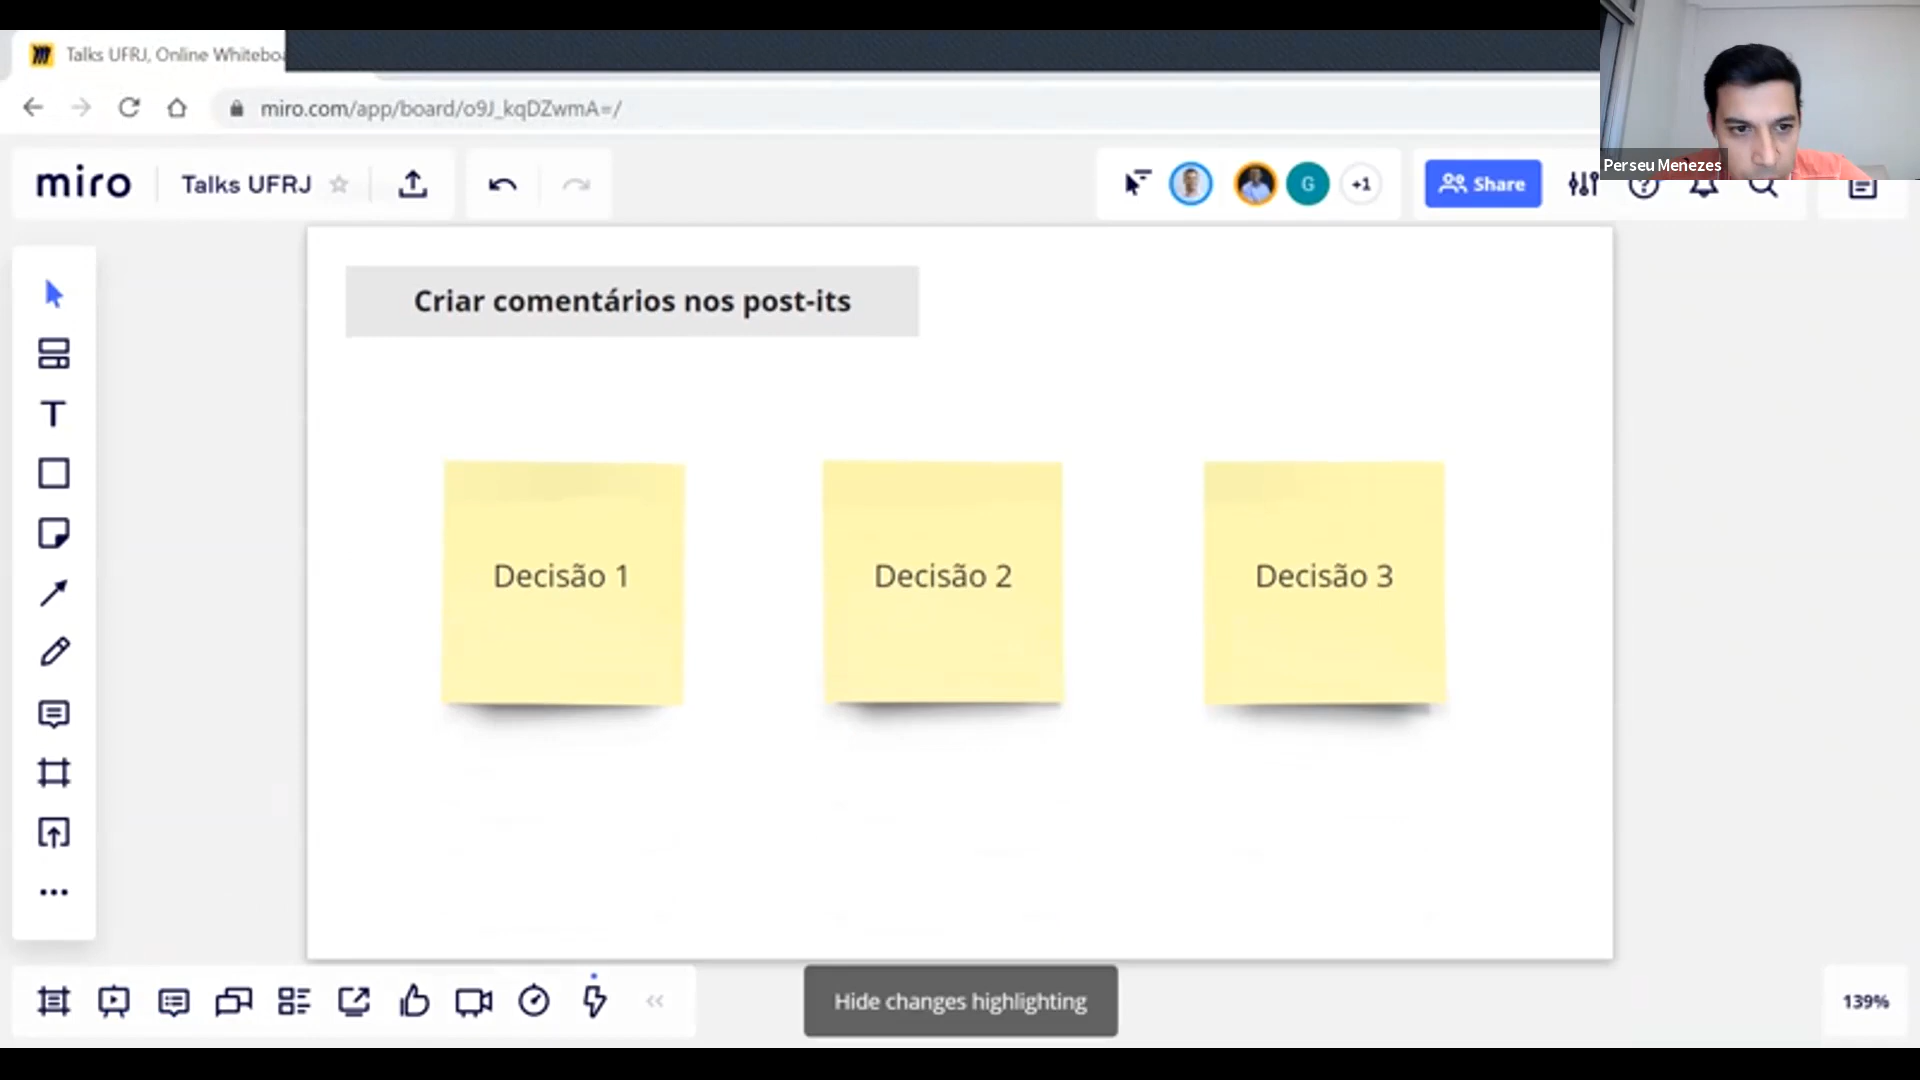 Talks UFRJ, Online Whitebo
miro.com/app/board/o9J_kqDZwmA=/
miro
Talks UFRJ
G
+1
Share
Perseu Menezes
Criar comentários nos post-its
Decisão 1
Decisão 2
Decisão 3
Hide changes highlighting
139%